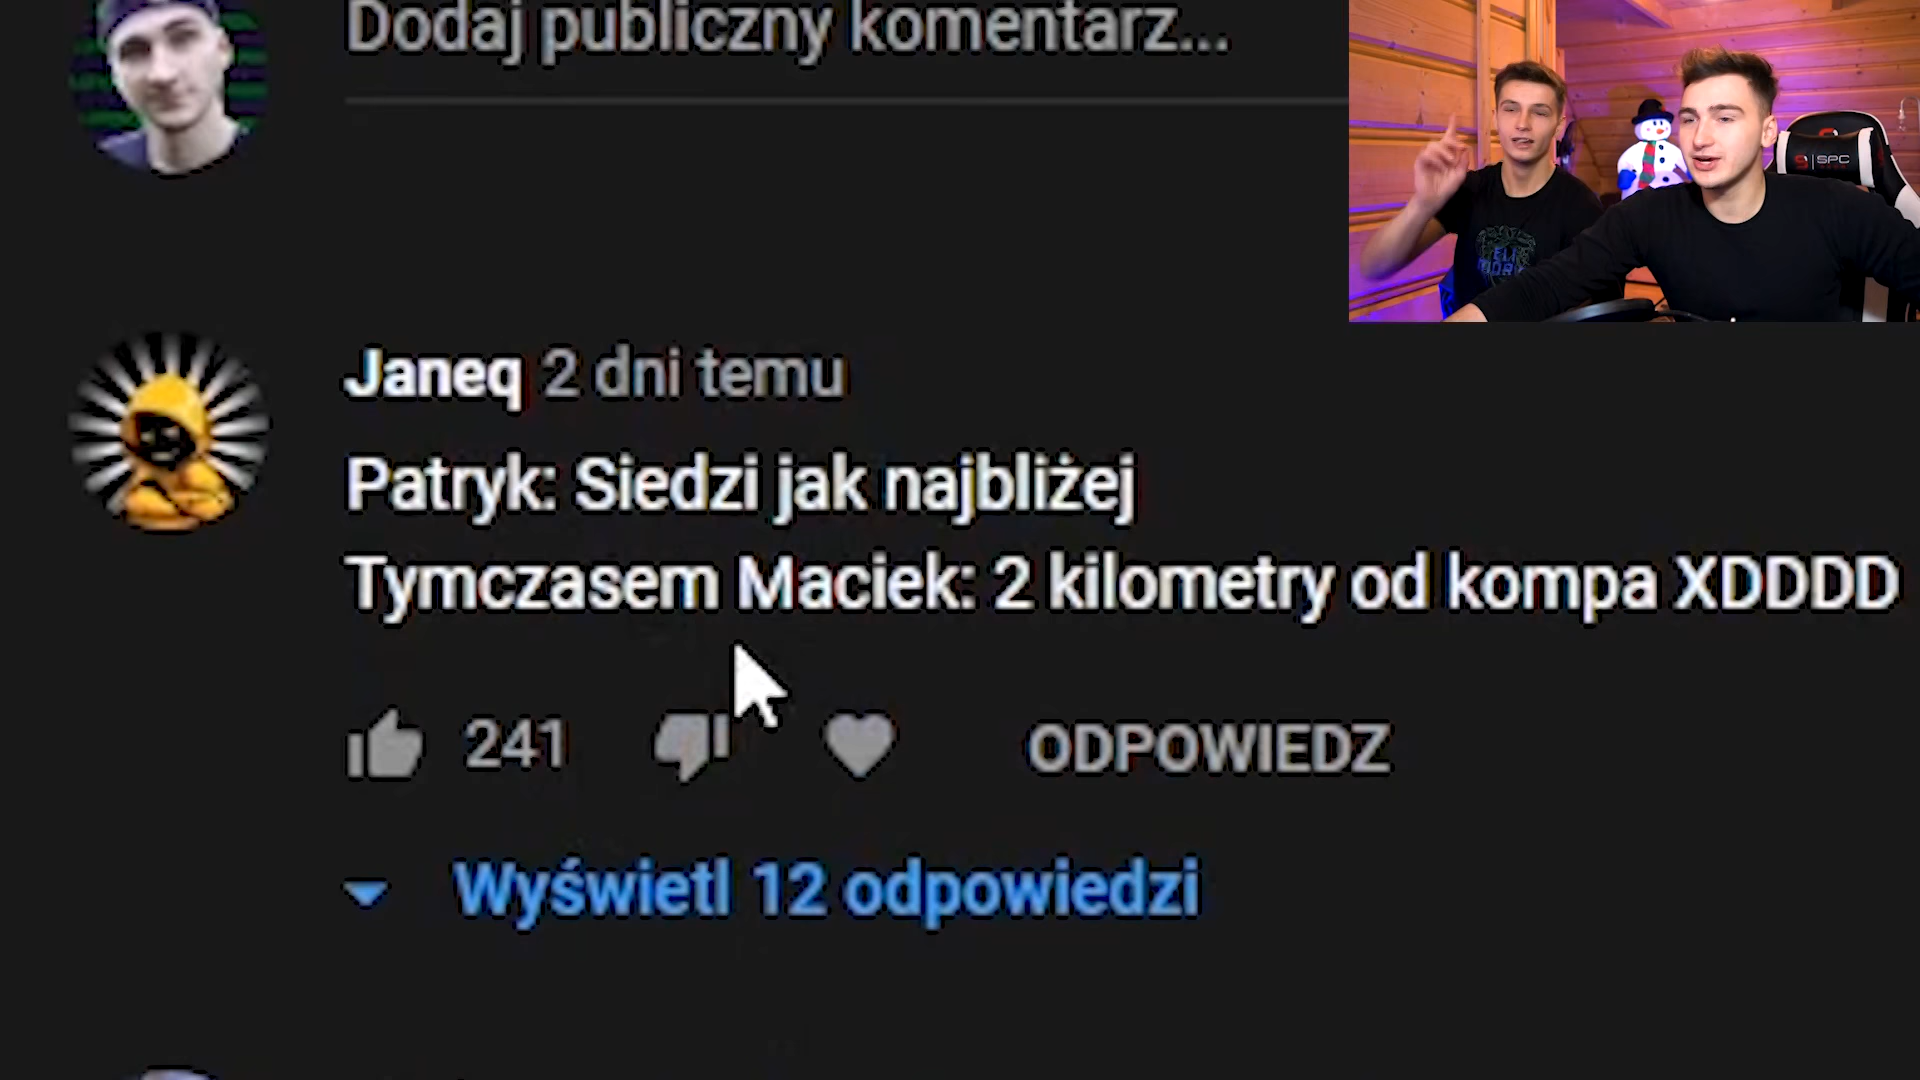 Dodaj publiczny komentarz...
SPC
Janeq 2 dni temu
Patryk: Siedzi jak najbliżej
Tymczasem Maciek: 2 kilometry od kompa XDDDD
241
ODPOWIEDZ
Wyświetl 12 odpowiedzi